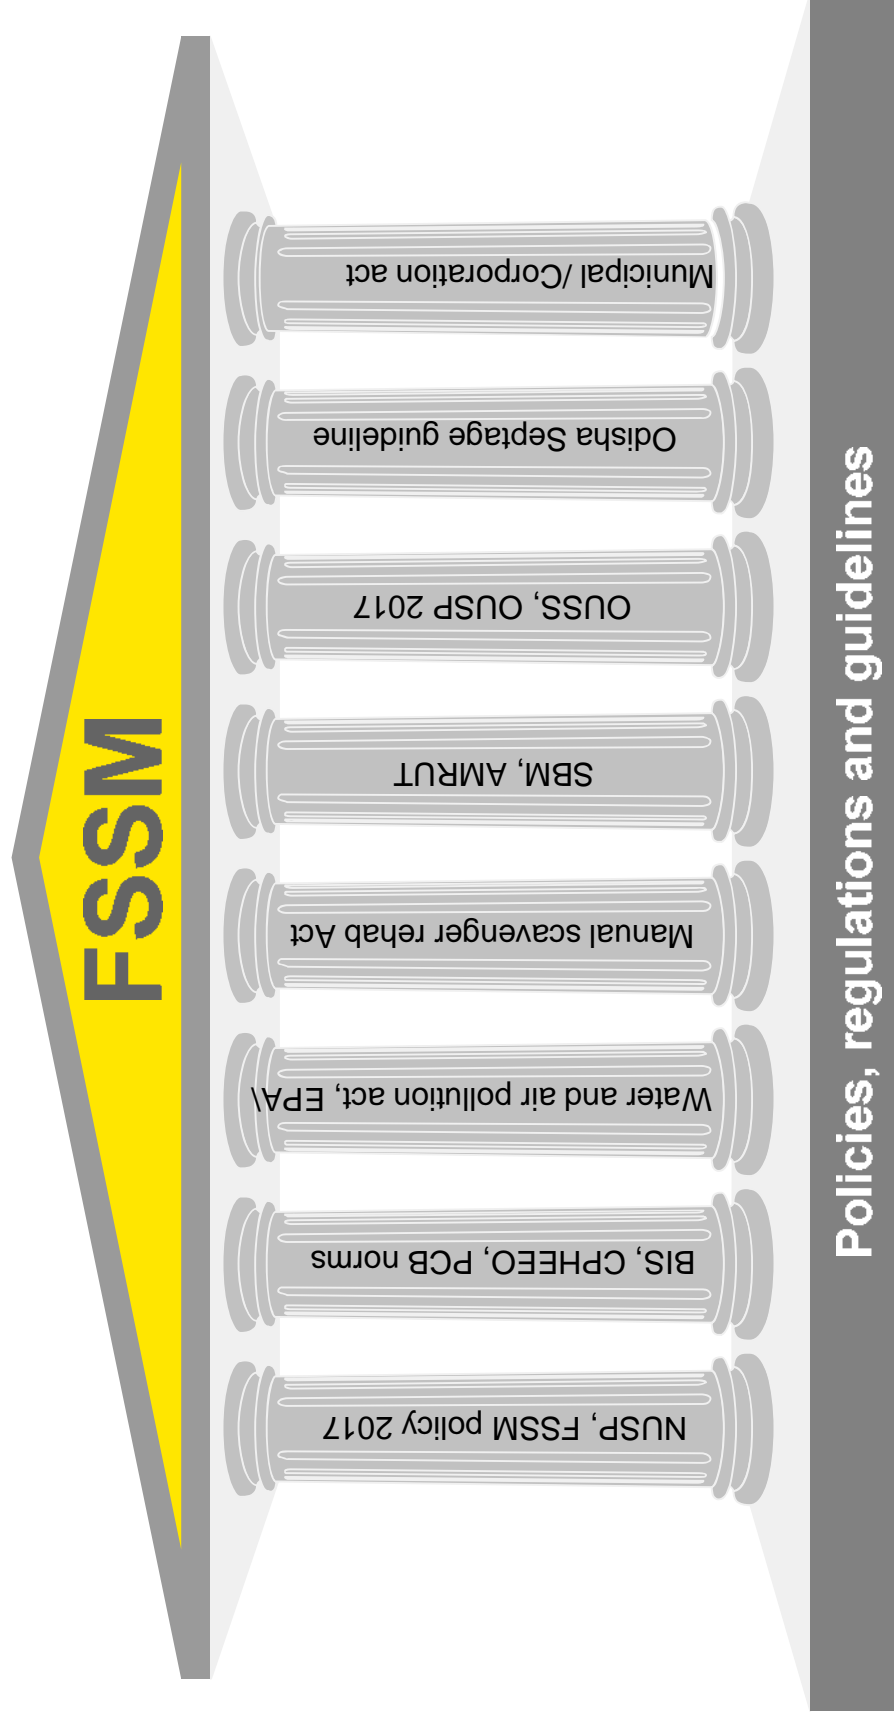 FSSM
NUSP, FSSM policy 2017
BIS, CPHEEO, PCB norms
Water and air pollution act, EPA\
Manual scavenger rehab Act
SBM, AMRUT
OUSS, OUSP 2017
Odisha Septage guideline
Municipal /Corporation act
Policies, regulations and guidelines